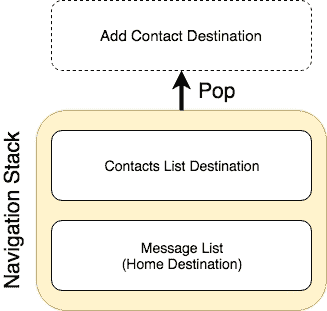 Add Contact Destination
Pop
Navigation Stack
Contacts List Destination
Message List
(Home Destination)